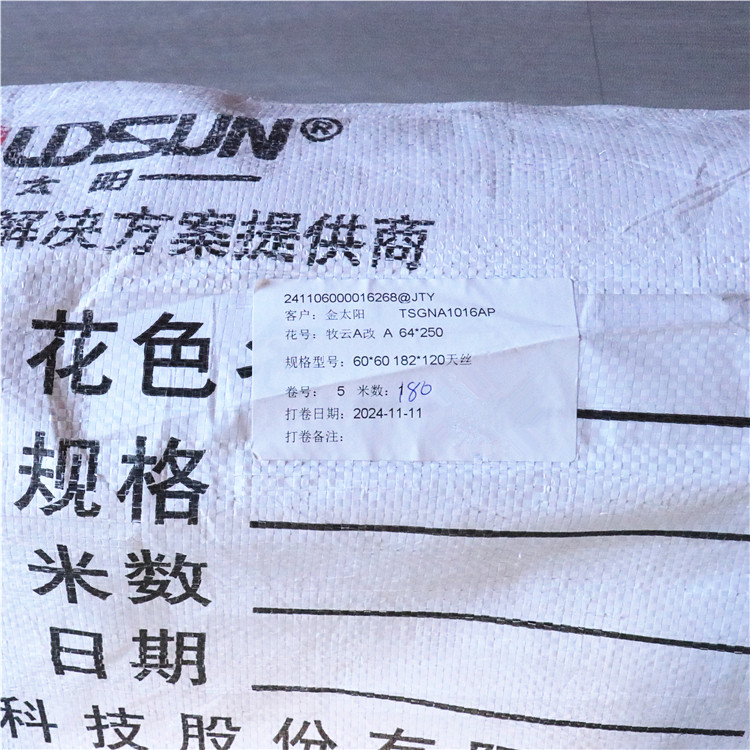 LDSUN®
太 阳
解决方案提供商
241106000016268@JTY
客户: 金太阳 TSGNA1016AP
花号: 牧云A改 A 64*250
规格型号: 60*60 182*120天丝
卷号: 5 米数: 180
打卷日期: 2024-11-11
打卷备注:
花色
规格
米数
日期
科技股份有限